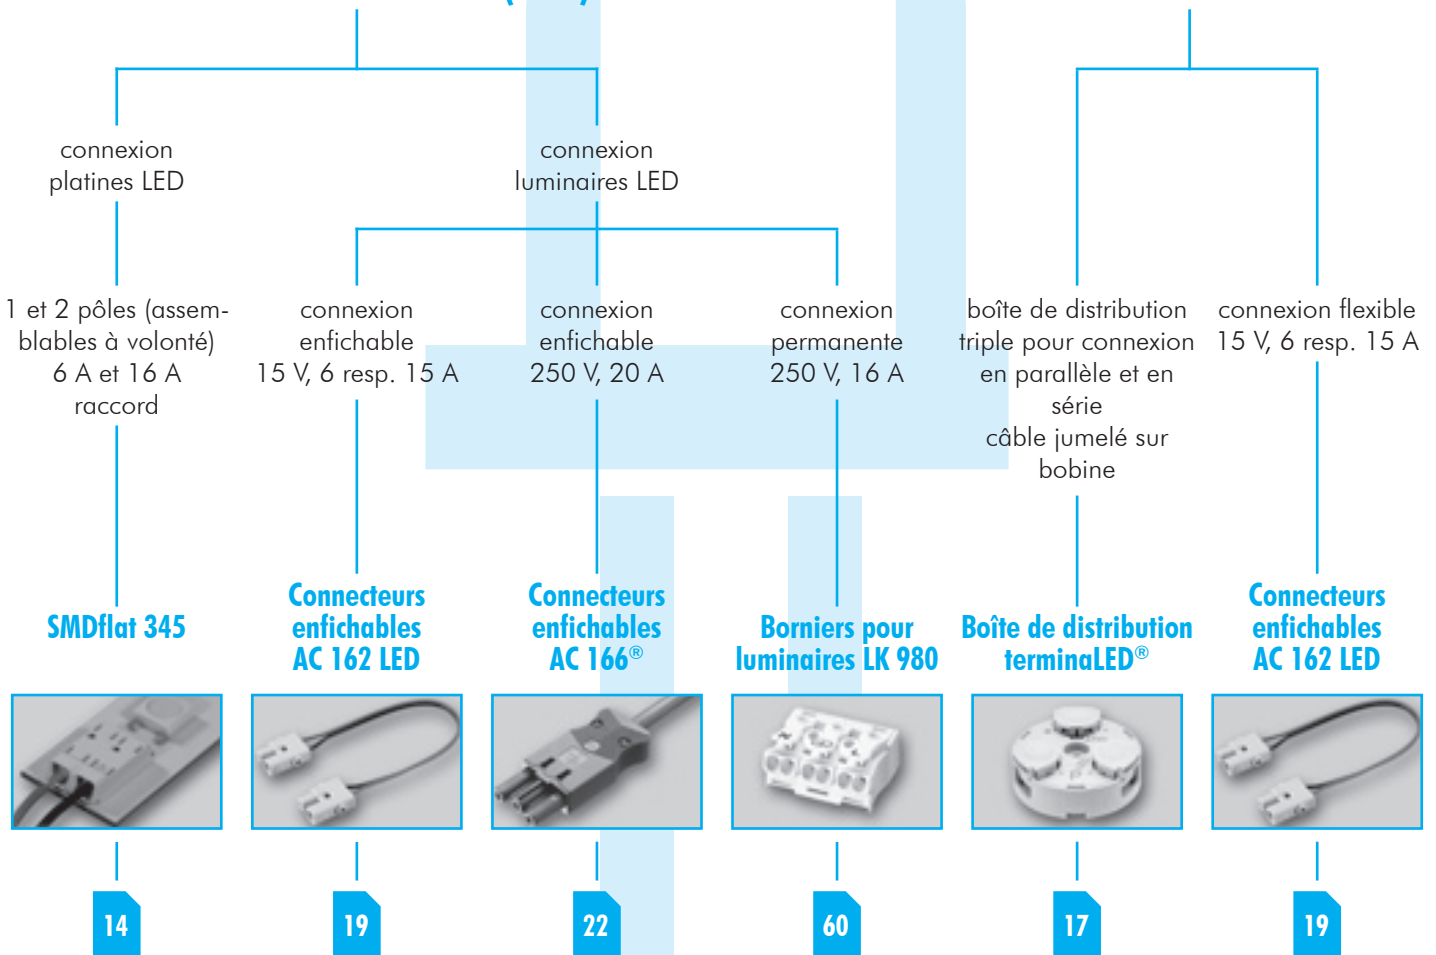 connexion
platines LED
connexion
luminaires LED
1 et 2 pôles (assem-
blables à volonté)
6 A et 16 A
raccord
connexion
enfichable
15 V, 6 resp. 15 A
connexion
enfichable
250 V, 20 A
connexion
permanente
250 V, 16 A
boîte de distribution
triple pour connexion
en parallèle et en
série
câble jumelé sur
bobine
connexion flexible
15 V, 6 resp. 15 A
SMDflat 345
Connecteurs
enfichables
AC 162 LED
Connecteurs
enfichables
AC 166®
Borniers pour
luminaires LK 980
Boîte de distribution
terminaLED®
Connecteurs
enfichables
AC 162 LED
14
19
22
60
17
19